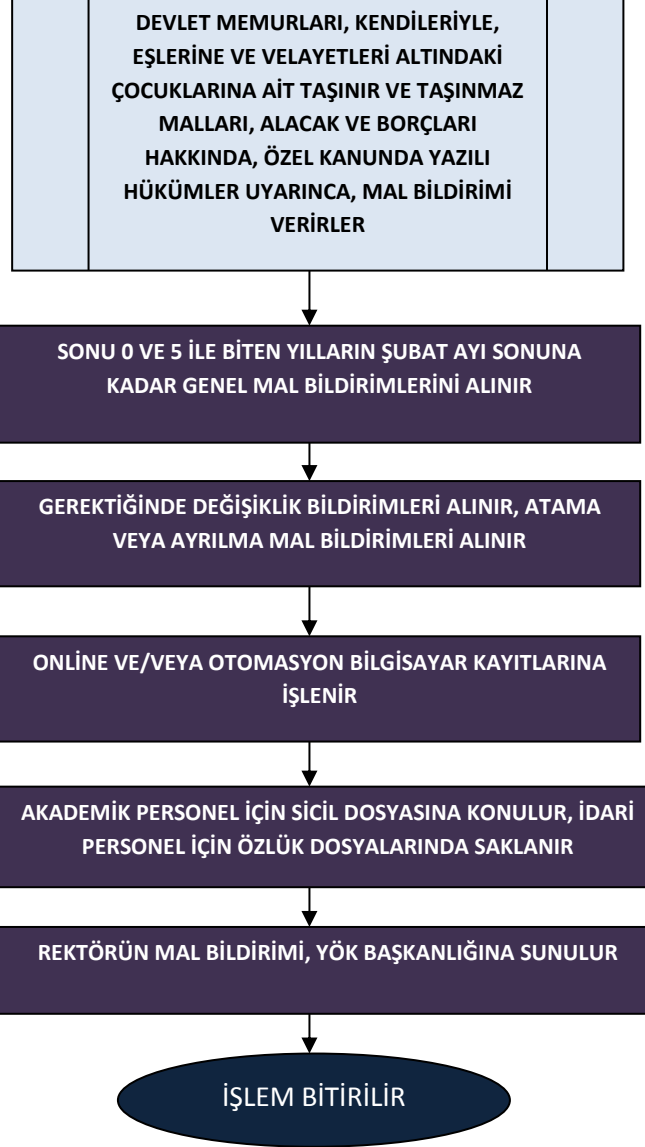 DEVLET MEMURLARI, KENDİLERİYLE,
EŞLERİNE VE VELAYETLERİ ALTINDAKİ
ÇOCUKLARINA AİT TAŞINIR VE TAŞINMAZ
MALLARI, ALACAK VE BORÇLARI
HAKKINDA, ÖZEL KANUNDA YAZILI
HÜKÜMLER UYARINCA, MAL BİLDİRİMİ
VERİRLER
SONU 0 VE 5 İLE BİTEN YILLARIN ŞUBAT AYI SONUNA
KADAR GENEL MAL BİLDİRİMLERİNİ ALINIR
GEREKTİĞİNDE DEĞİŞİKLİK BİLDİRİMLERİ ALINIR, ATAMA
VEYA AYRILMA MAL BİLDİRİMLERİ ALINIR
ONLİNE VE/VEYA OTOMASYON BİLGİSAYAR KAYITLARINA
İŞLENİR
AKADEMİK PERSONEL İÇİN SİCİL DOSYASINA KONULUR, İDARİ
PERSONEL İÇİN ÖZLÜK DOSYALARINDA SAKLANIR
REKTÖRÜN MAL BİLDİRİMİ, YÖK BAŞKANLIĞINA SUNULUR
İŞLEM BİTİRİLİR